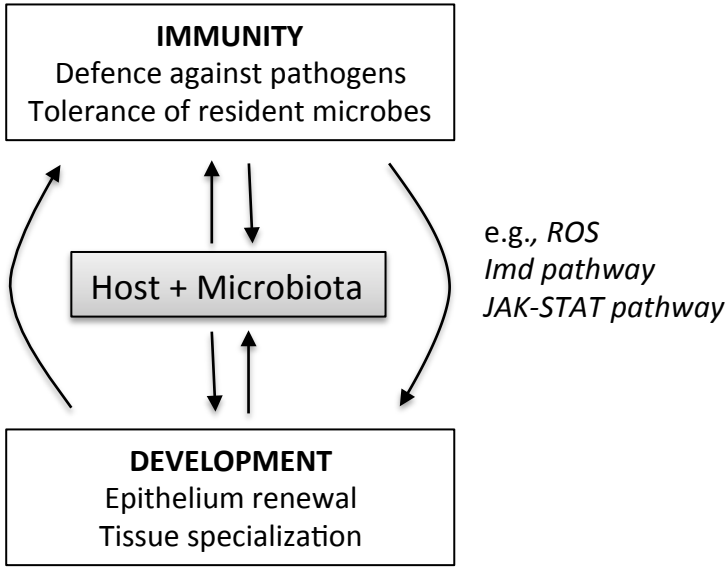 IMMUNITY
Defence against pathogens
Tolerance of resident microbes
e.g., ROS
Imd pathway
JAK-STAT pathway
Host + Microbiota
DEVELOPMENT
Epithelium renewal
Tissue specialization